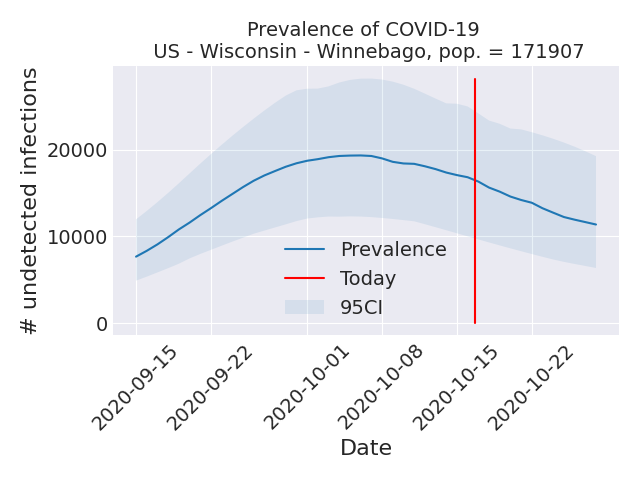 Prevalence of COVID-19
US - Wisconsin - Winnebago, pop. = 171907
# undetected infections
20000
10000
0
Prevalence
Today
95CI
2020-09-15
2020-09-22
2020-10-01
2020-10-08
2020-10-15
2020-10-22
Date